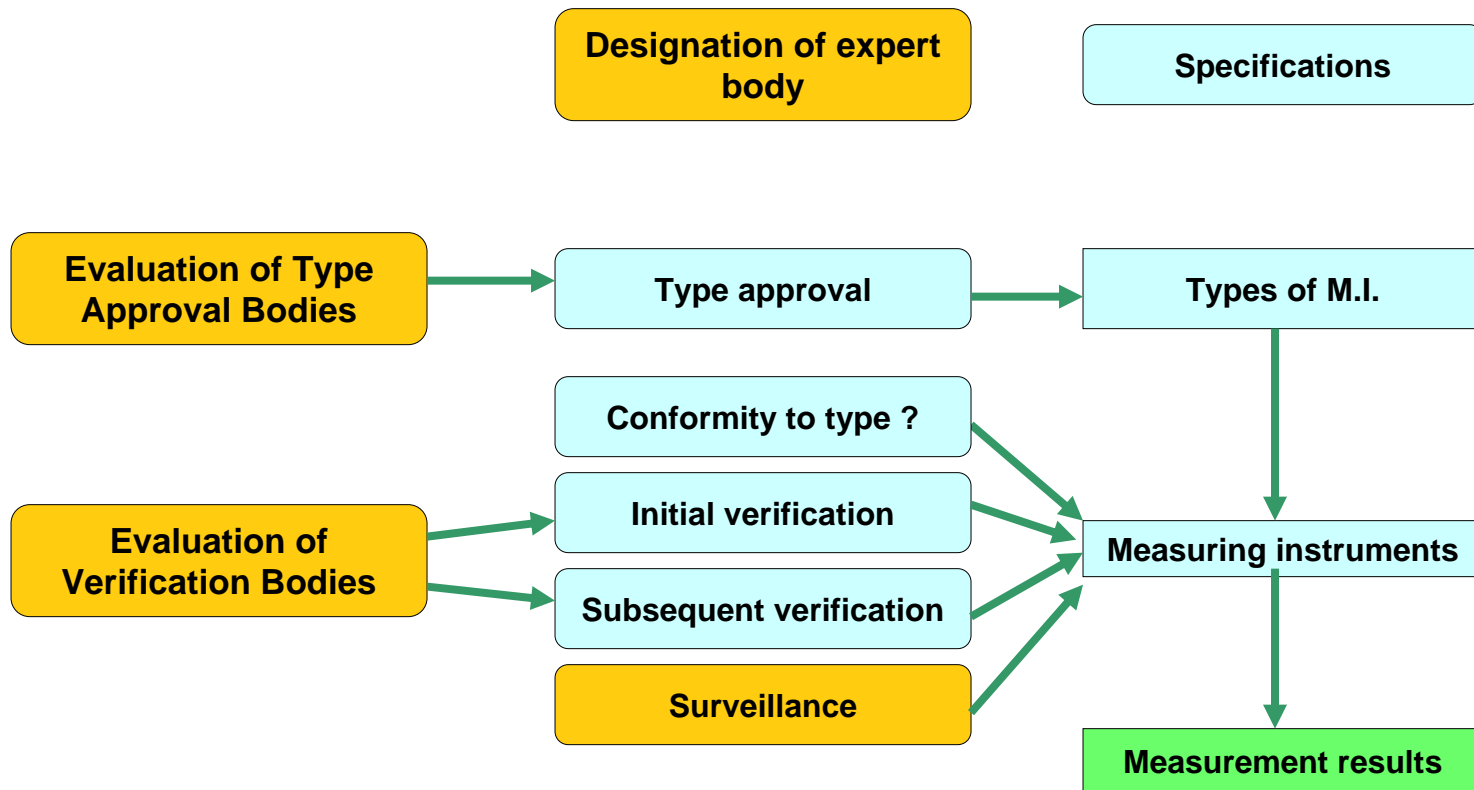 Designation of expert
body
Specifications
Evaluation of Type
Approval Bodies
Type approval
Types of M.I.
Conformity to type ?
Evaluation of
Verification Bodies
Initial verification
Measuring instruments
Subsequent verification
Surveillance
Measurement results